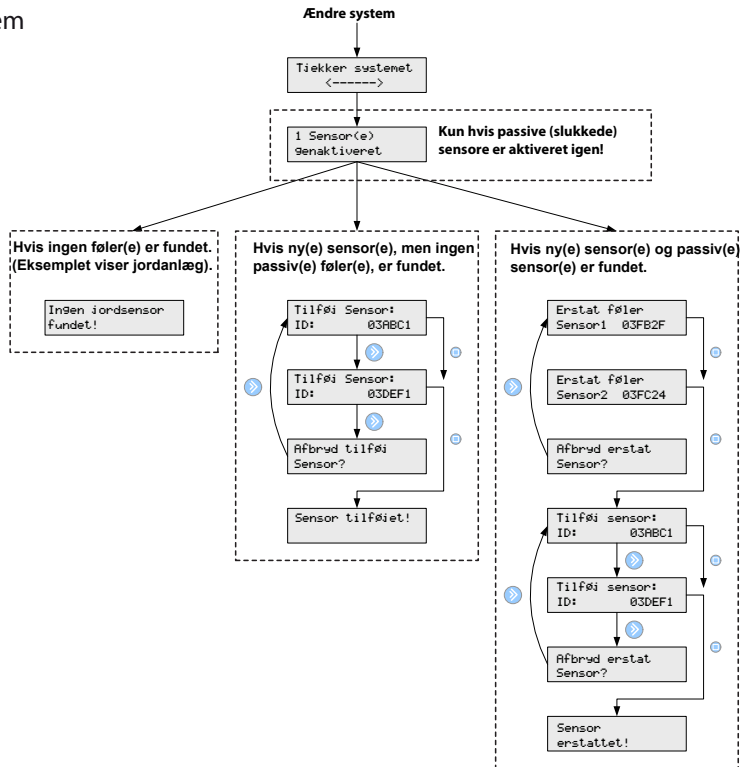 em
Ændre system
Tjekker systemet
<------>
1 Sensor(e)
genaktiveret
Kun hvis passive (slukkede)
sensore er aktiveret igen!
Hvis ingen føler(e) er fundet.
(Eksemplet viser jordanlæg).
Ingen jordsensor
fundet!
Hvis ny(e) sensor(e), men ingen
passiv(e) føler(e), er fundet.
Tilføj Sensor:
ID: 03ABC1
Tilføj Sensor:
ID: 03DEF1
Afbryd tilføj
Sensor?
Sensor tilføjet!
Hvis ny(e) sensor(e) og passiv(e)
sensor(e) er fundet.
Erstat føler
Sensor1 03FB2F
Erstat føler
Sensor2 03FC24
Afbryd erstat
Sensor?
Tilføj sensor:
ID: 03ABC1
Tilføj sensor:
ID: 03DEF1
Afbryd erstat
Sensor?
Sensor
erstattet!